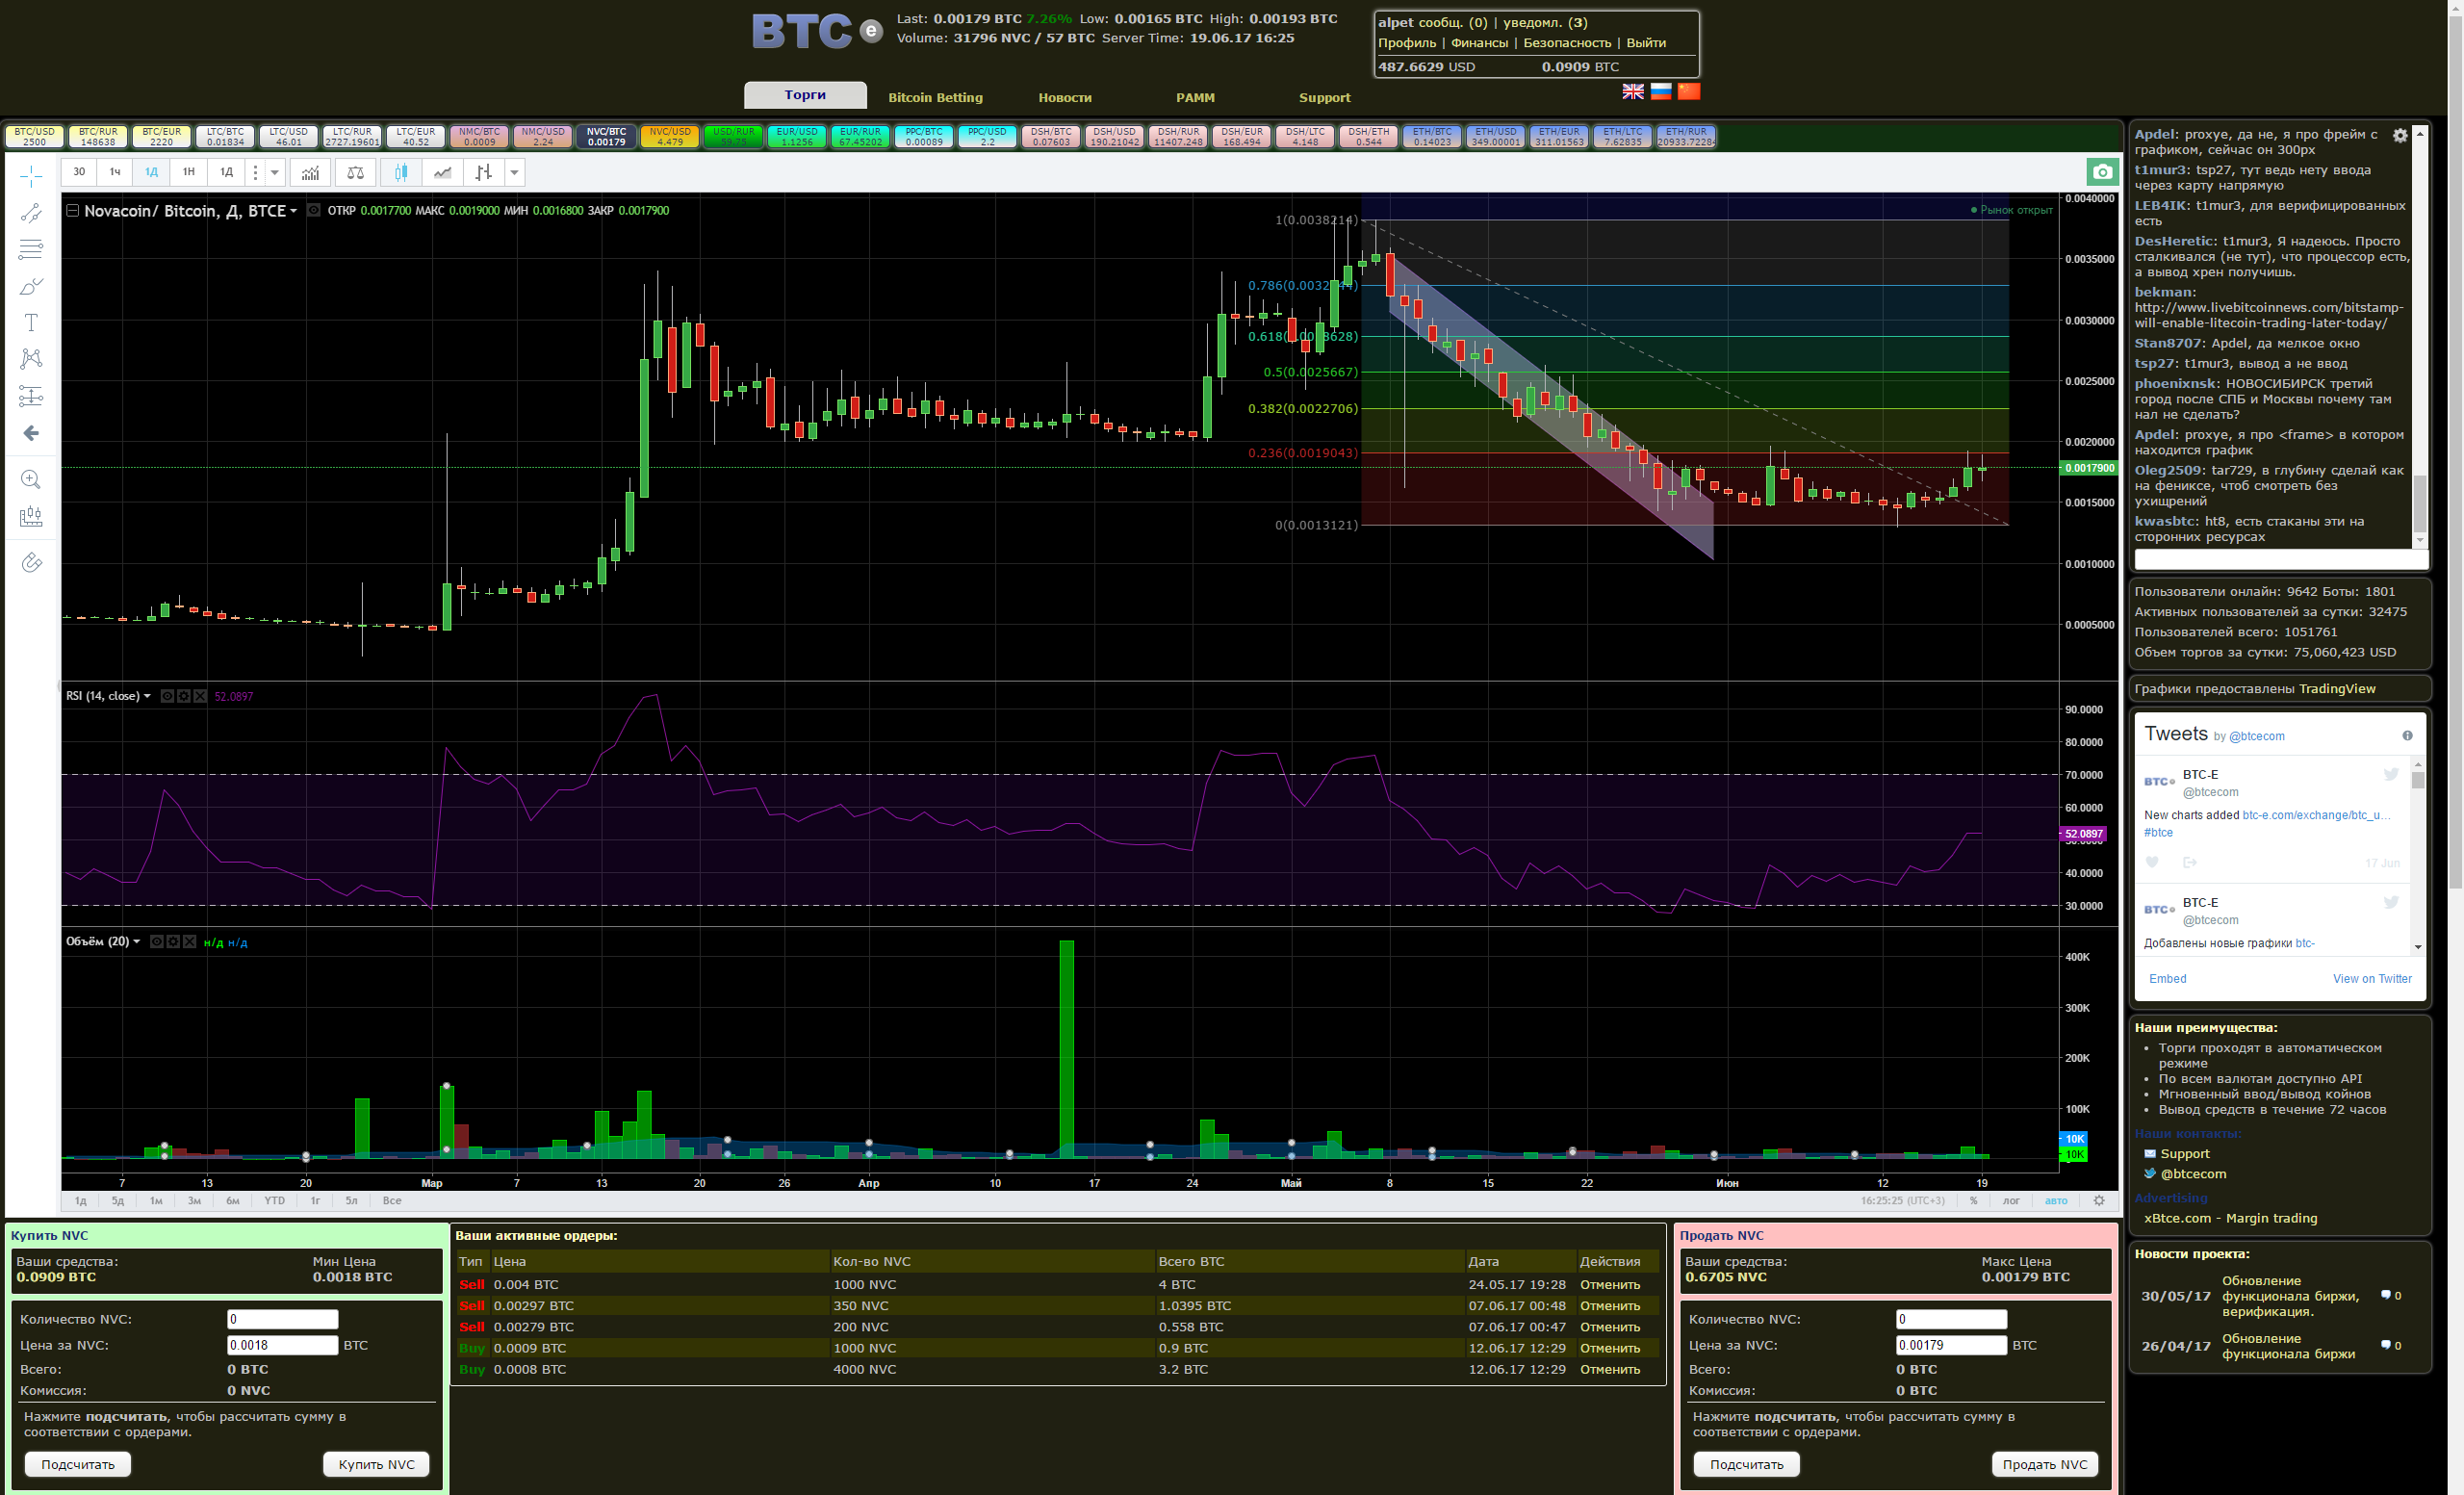 BTC e
Last: 0.00179 BTC 7.26% Low: 0.00165 BTC High: 0.00193 BTC
Volume: 31796 NVC / 57 BTC Server Time: 19.06.17 16:25
alpet сообщ. (0) | уведомл. (3)
Профиль | Финансы | Безопасность | Выйти
487.6629 USD 0.0909 BTC
Торги Bitcoin Betting Новости PAMM Support
BTC/USD 2500
BTC/RUR 148638
BTC/EUR 2220
LTC/BTC 0.01834
LTC/USD 46.01
LTC/RUR 2727.19601
LTC/EUR 40.52
NMC/BTC 0.0009
NMC/USD 2.24
NVC/BTC 0.00179
NVC/USD 4.479
USD/RUR 59.75
EUR/USD 1.1256
EUR/RUR 67.45202
PPC/BTC 0.00089
PPC/USD 2.2
DSH/BTC 0.07603
DSH/USD 190.21042
DSH/RUR 11407.248
DSH/EUR 168.494
DSH/LTC 4.148
DSH/ETH 0.544
ETH/BTC 0.14023
ETH/USD 349.00001
ETH/EUR 311.01563
ETH/LTC 7.62835
ETH/RUR 20933.72284
30 1ч 1Д 1Н 1Д
Novacoin/ Bitcoin, Д, BTCE ОТКР 0.0017700 МАКС 0.0019000 МИН 0.0016800 ЗАКР 0.0017900
Рынок открыт
1(0.0038214)
0.618(0.0028628)
0.5(0.0025667)
0.382(0.0022706)
0.236(0.0019043)
0(0.0013121)
0.0040000
0.0035000
0.0030000
0.0025000
0.0020000
0.0017900
0.0015000
0.0010000
0.0005000
RSI (14, close) 52.0897
90.0000
80.0000
70.0000
60.0000
52.0897
40.0000
30.0000
Объём (20) н/д н/д
400K
300K
200K
100K
10K
10K
7 13 20 Мар 7 13 20 26 Апр 10 17 24 Май 8 15 22 Июн 12 19
1д 5д 1м 3м 6м YTD 1г 5л Все
16:25:25 (UTC+3) % лог авто
Apdel: proxye, да не, я про фрейм с
графиком, сейчас он 300px
t1mur3: tsp27, тут ведь нету ввода
через карту напрямую
LEB4IK: t1mur3, для верифицированных
есть
DesHeretic: t1mur3, Я надеюсь. Просто
сталкивался (не тут), что процессор есть,
а вывод хрен получишь.
bekman:
http://www.livebitcoinnews.com/bitstamp-
will-enable-litecoin-trading-later-today/
Stan8707: Apdel, да мелкое окно
tsp27: t1mur3, вывод а не ввод
phoenixnsk: НОВОСИБИРСК третий
город после СПБ и Москвы почему там
нал не сделать?
Apdel: proxye, я про <frame> в котором
находится график
Oleg2509: tar729, в глубину сделай как
на фениксе, чтоб смотреть без
ухищрений
kwasbtc: ht8, есть стаканы эти на
сторонних ресурсах
Пользователи онлайн: 9642 Боты: 1801
Активных пользователей за сутки: 32475
Пользователей всего: 1051761
Объем торгов за сутки: 75,060,423 USD
Графики предоставлены TradingView
Tweets by @btcecom
BTC-E
@btcecom
New charts added btc-e.com/exchange/btc_u…
#btce
17 Jun
BTC-E
@btcecom
Добавлены новые графики btc-
Embed View on Twitter
Наши преимущества:
Торги проходят в автоматическом
режиме
По всем валютам доступно API
Мгновенный ввод/вывод койнов
Вывод средств в течение 72 часов
Наши контакты:
Support
@btcecom
Advertising
xBtce.com - Margin trading
Новости проекта:
30/05/17 Обновление функционала биржи, верификация. 0
26/04/17 Обновление функционала биржи 0
Купить NVC
Ваши средства: Мин Цена
0.0909 BTC 0.0018 BTC
Количество NVC: 0
Цена за NVC: 0.0018 BTC
Всего: 0 BTC
Комиссия: 0 NVC
Нажмите подсчитать, чтобы рассчитать сумму в
соответствии с ордерами.
Подсчитать Купить NVC
Ваши активные ордеры:
Тип Цена Кол-во NVC Всего BTC Дата Действия
Sell 0.004 BTC 1000 NVC 4 BTC 24.05.17 19:28 Отменить
Sell 0.00297 BTC 350 NVC 1.0395 BTC 07.06.17 00:48 Отменить
Sell 0.00279 BTC 200 NVC 0.558 BTC 07.06.17 00:47 Отменить
Buy 0.0009 BTC 1000 NVC 0.9 BTC 12.06.17 12:29 Отменить
Buy 0.0008 BTC 4000 NVC 3.2 BTC 12.06.17 12:29 Отменить
Продать NVC
Ваши средства: Макс Цена
0.6705 NVC 0.00179 BTC
Количество NVC: 0
Цена за NVC: 0.00179 BTC
Всего: 0 BTC
Комиссия: 0 BTC
Нажмите подсчитать, чтобы рассчитать сумму в
соответствии с ордерами.
Подсчитать Продать NVC